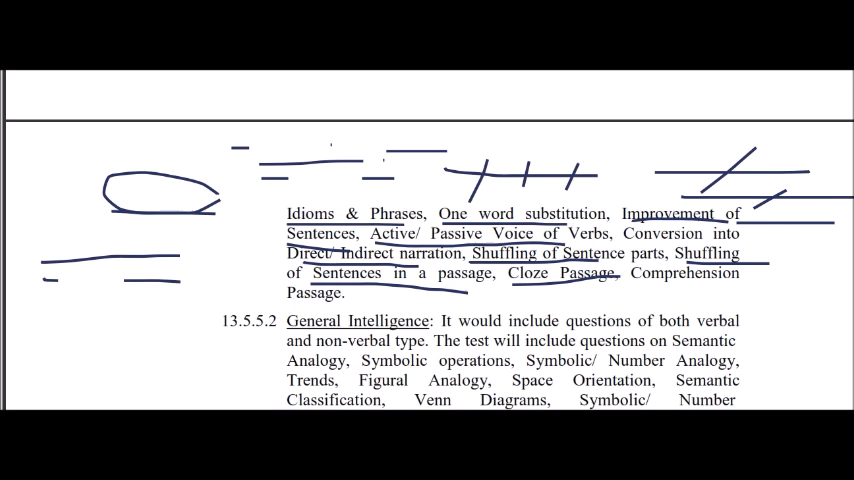 Idioms & Phrases, One word substitution, Improvement of
Sentences, Active/ Passive Voice of Verbs, Conversion into
Direct/ Indirect narration, Shuffling of Sentence parts, Shuffling
of Sentences in a passage, Cloze Passage, Comprehension
Passage.
13.5.5.2 General Intelligence: It would include questions of both verbal
and non-verbal type. The test will include questions on Semantic
Analogy, Symbolic operations, Symbolic/ Number Analogy,
Trends, Figural Analogy, Space Orientation, Semantic
Classification, Venn Diagrams, Symbolic/ Number